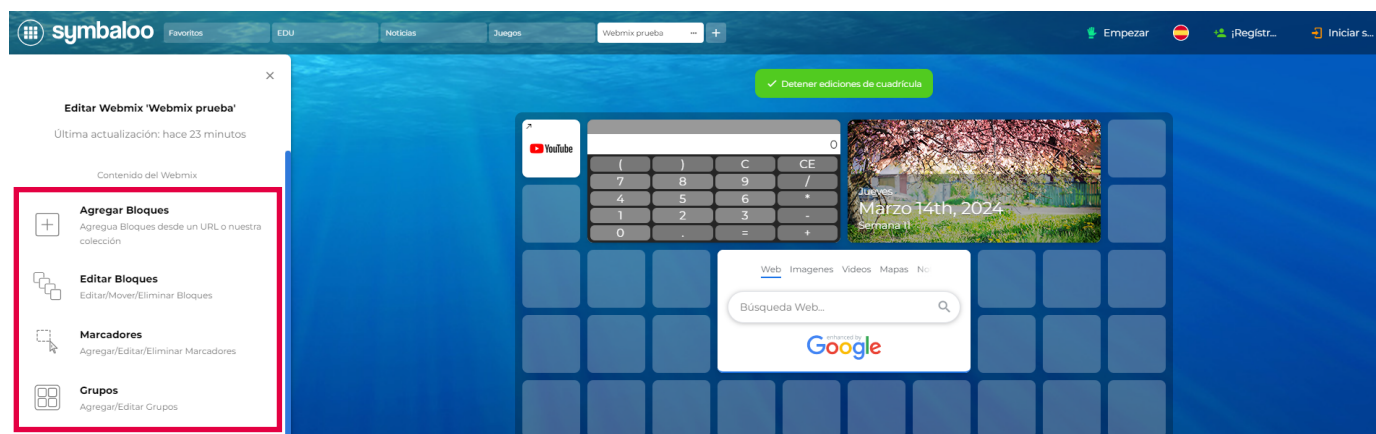 symbaloo
Favoritos
EDU
Noticias
Juegos
Webmix prueba
...
+
Empezar
¡Regístr...
Iniciar s...
×
Editar Webmix 'Webmix prueba'
Última actualización: hace 23 minutos
Contenido del Webmix
Agregar Bloques
Agregua Bloques desde un URL o nuestra
colección
Editar Bloques
Editar/Mover/Eliminar Bloques
Marcadores
Agregar/Editar/Eliminar Marcadores
Grupos
Agregar/Editar Grupos
Detener ediciones de cuadrícula
YouTube
0
( ) C CE
7 8 9 /
4 5 6 *
1 2 3 -
0 . = +
Jueves
Marzo 14th, 2024
Semana 11
Web Imagenes Videos Mapas No
Búsqueda Web...
enhanced by
Google